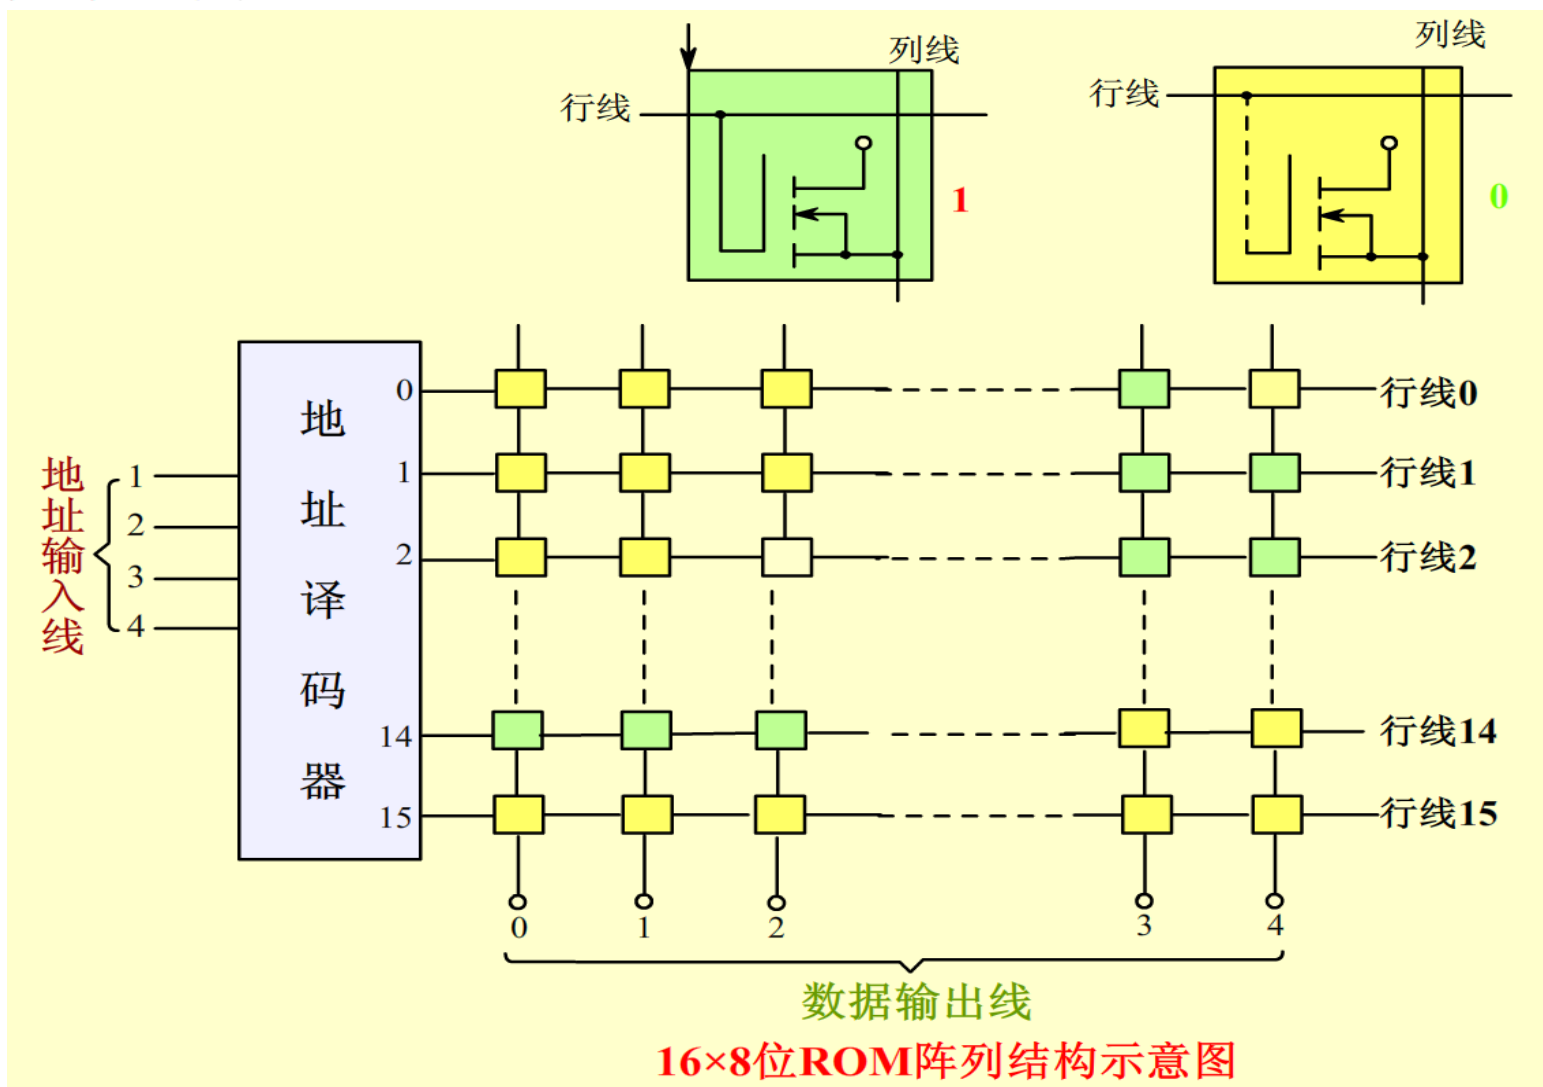 列线
列线
行线
行线
1
0
地址译码器
0
1
2
14
15
行线0
行线1
行线2
行线14
行线15
地址输入线
1
2
3
4
0
1
2
3
4
数据输出线
16×8位ROM阵列结构示意图